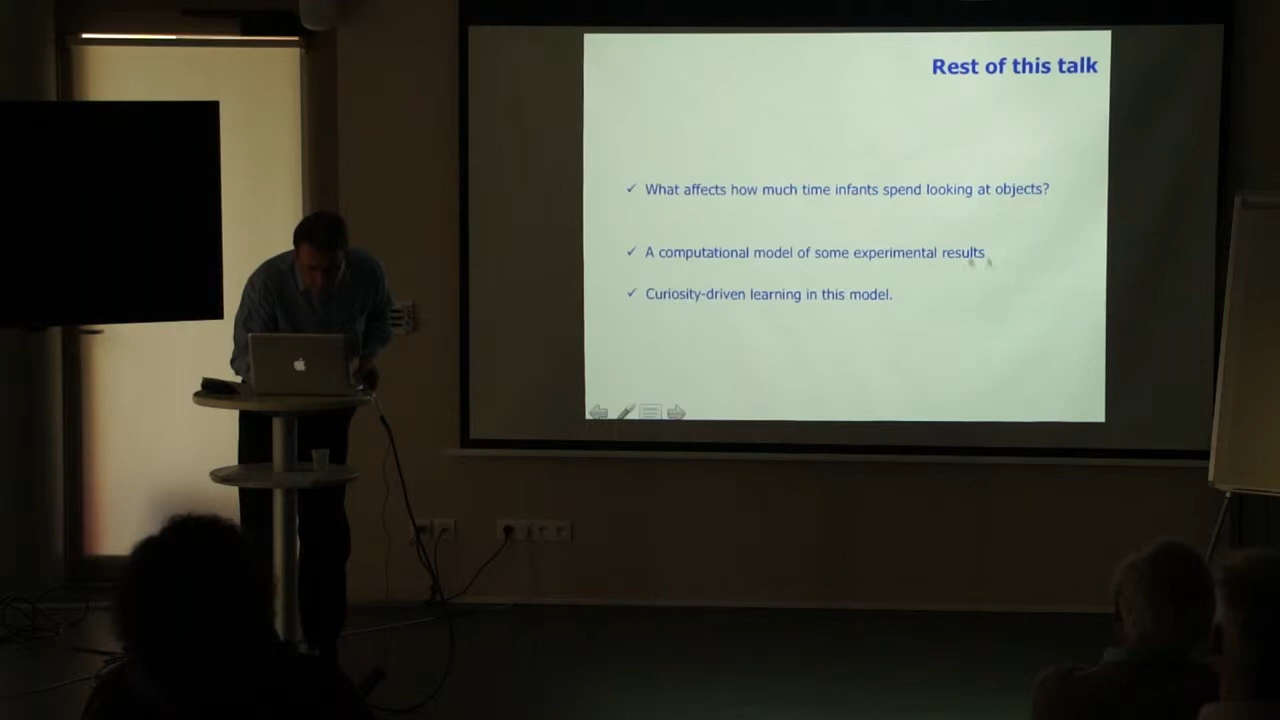 Rest of this talk
✓ What affects how much time infants spend looking at objects?
✓ A computational model of some experimental results
✓ Curiosity-driven learning in this model.